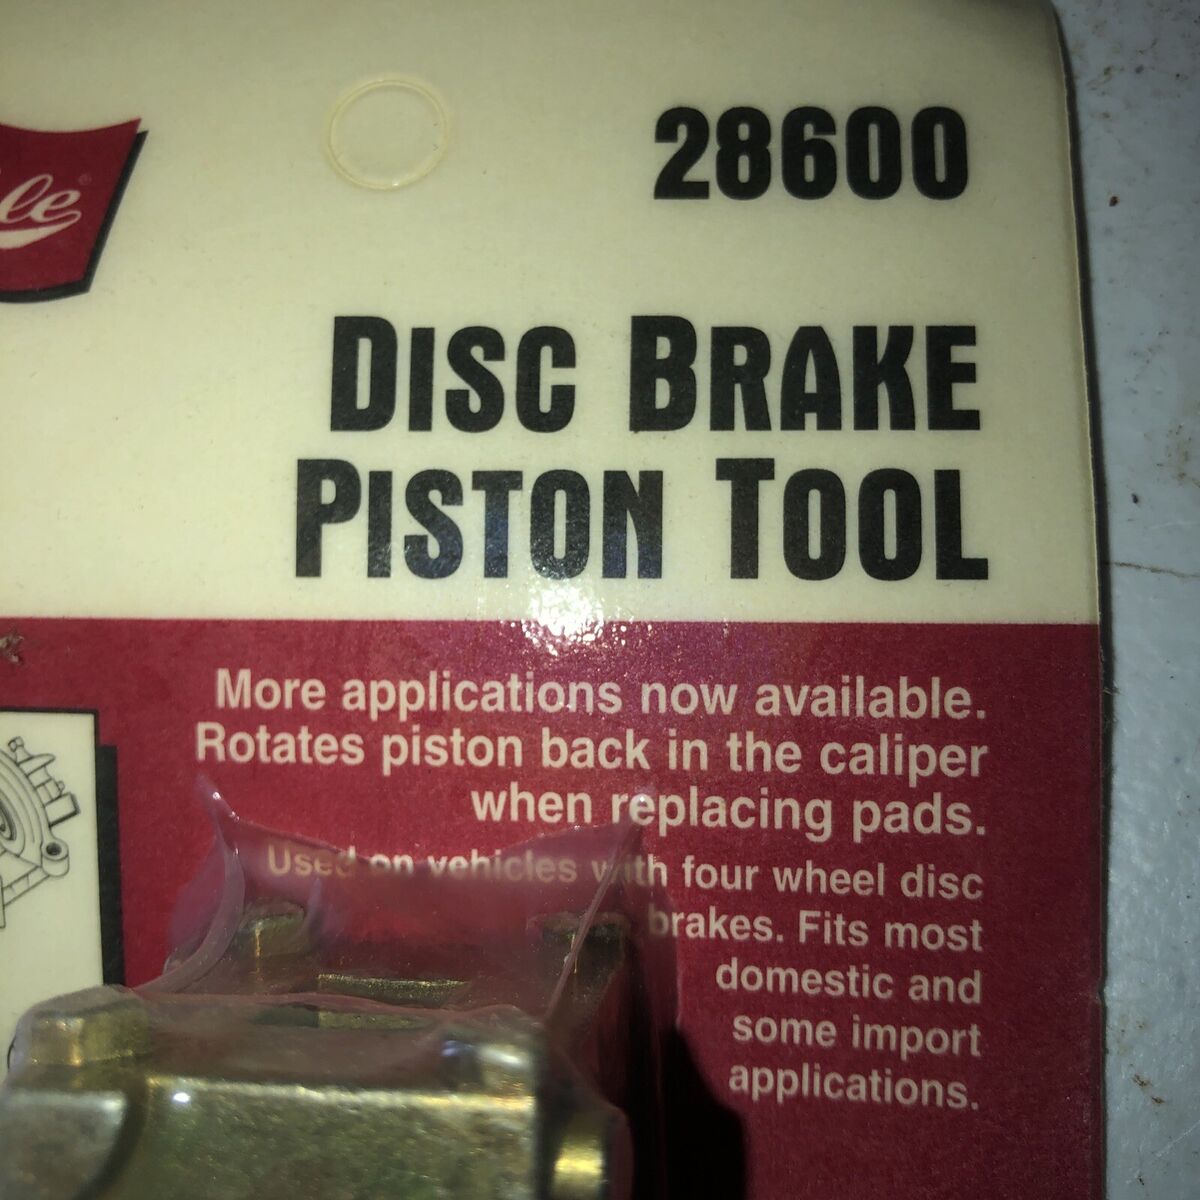 28600
le®
DISC BRAKE
PISTON TOOL
More applications now available.
Rotates piston back in the caliper
when replacing pads.
Used on vehicles with four wheel disc
brakes. Fits most
domestic and
some import
applications.